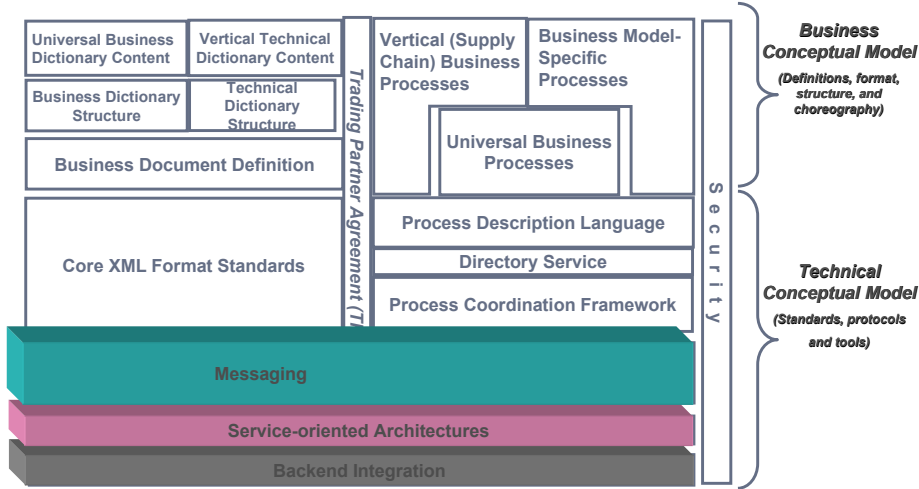 Universal Business
Dictionary Content
Vertical Technical
Dictionary Content
Business Dictionary
Structure
Technical
Dictionary
Structure
Business Document Definition
Core XML Format Standards
Trading Partner Agreement (T
Vertical (Supply
Chain) Business
Processes
Business Model-
Specific
Processes
Universal Business
Processes
Process Description Language
Directory Service
Process Coordination Framework
Messaging
Service-oriented Architectures
Backend Integration
Security
Business
Conceptual Model
(Definitions, format,
structure, and
choreography)
Technical
Conceptual Model
(Standards, protocols
and tools)